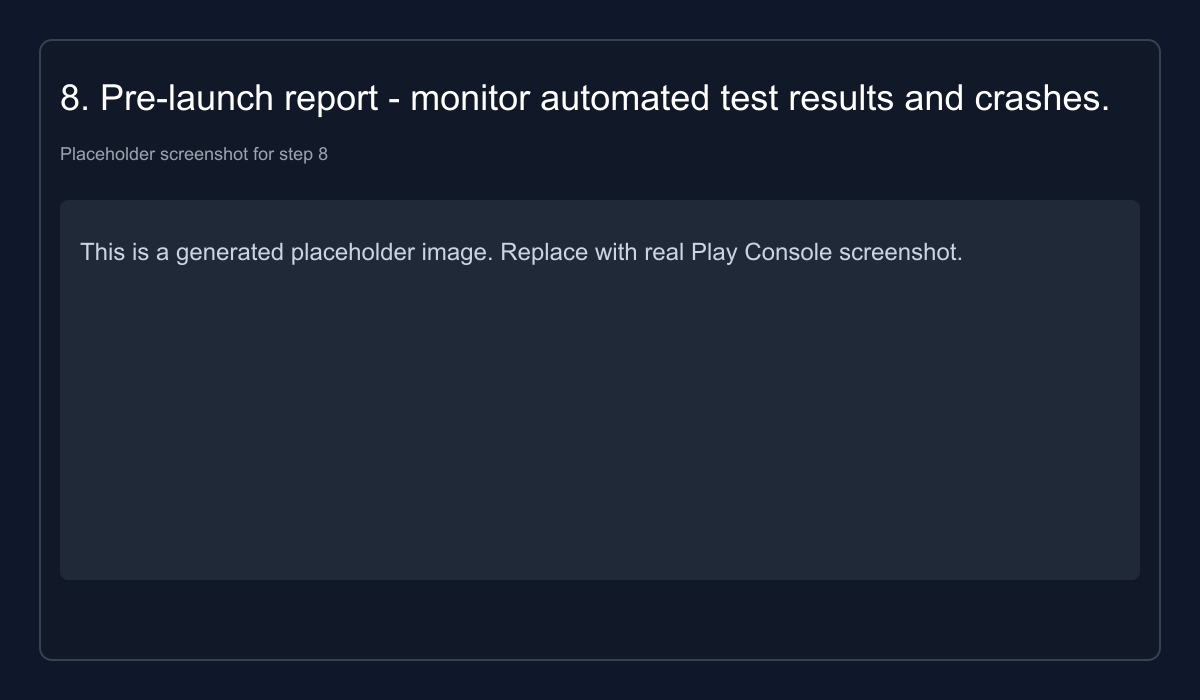 8. Pre-launch report - monitor automated test results and crashes.
Placeholder screenshot for step 8
This is a generated placeholder image. Replace with real Play Console screenshot.